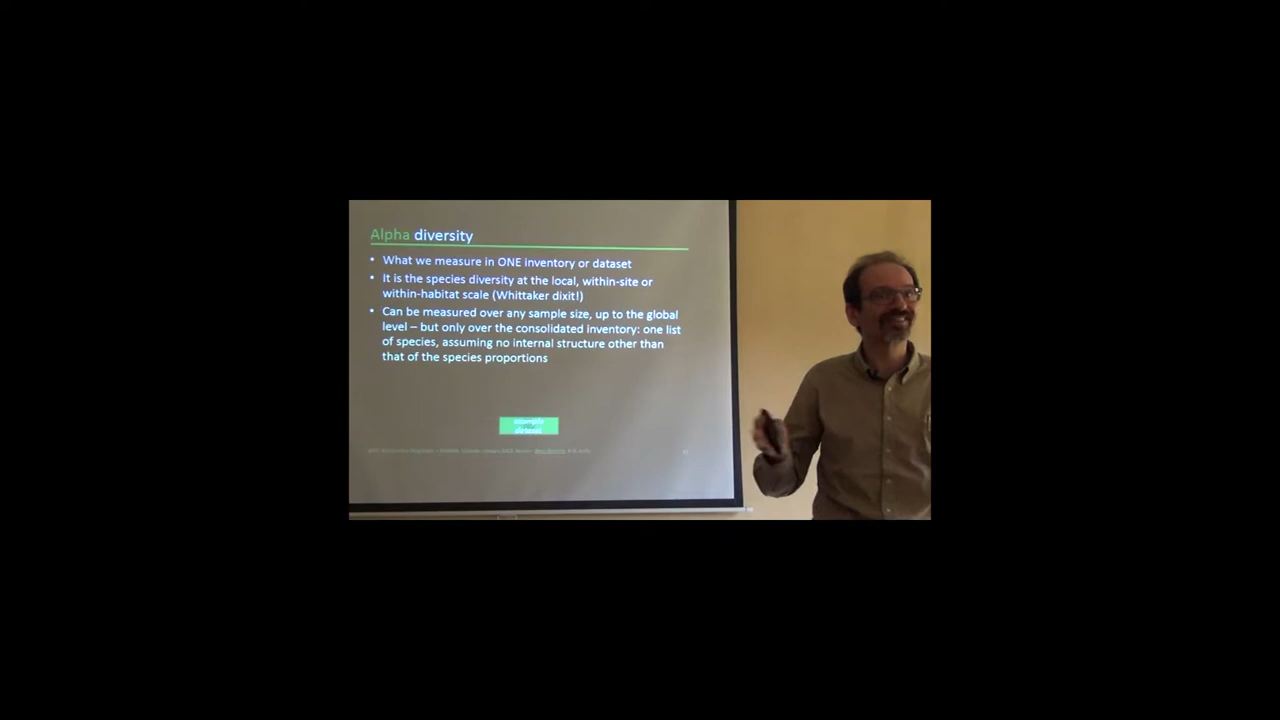 Alpha diversity
• What we measure in ONE inventory or dataset
• It is the species diversity at the local, within-site or
within-habitat scale (Whittaker dixit!)
• Can be measured over any sample size, up to the global
level – but only over the consolidated inventory: one list
of species, assuming no internal structure other than
that of the species proportions